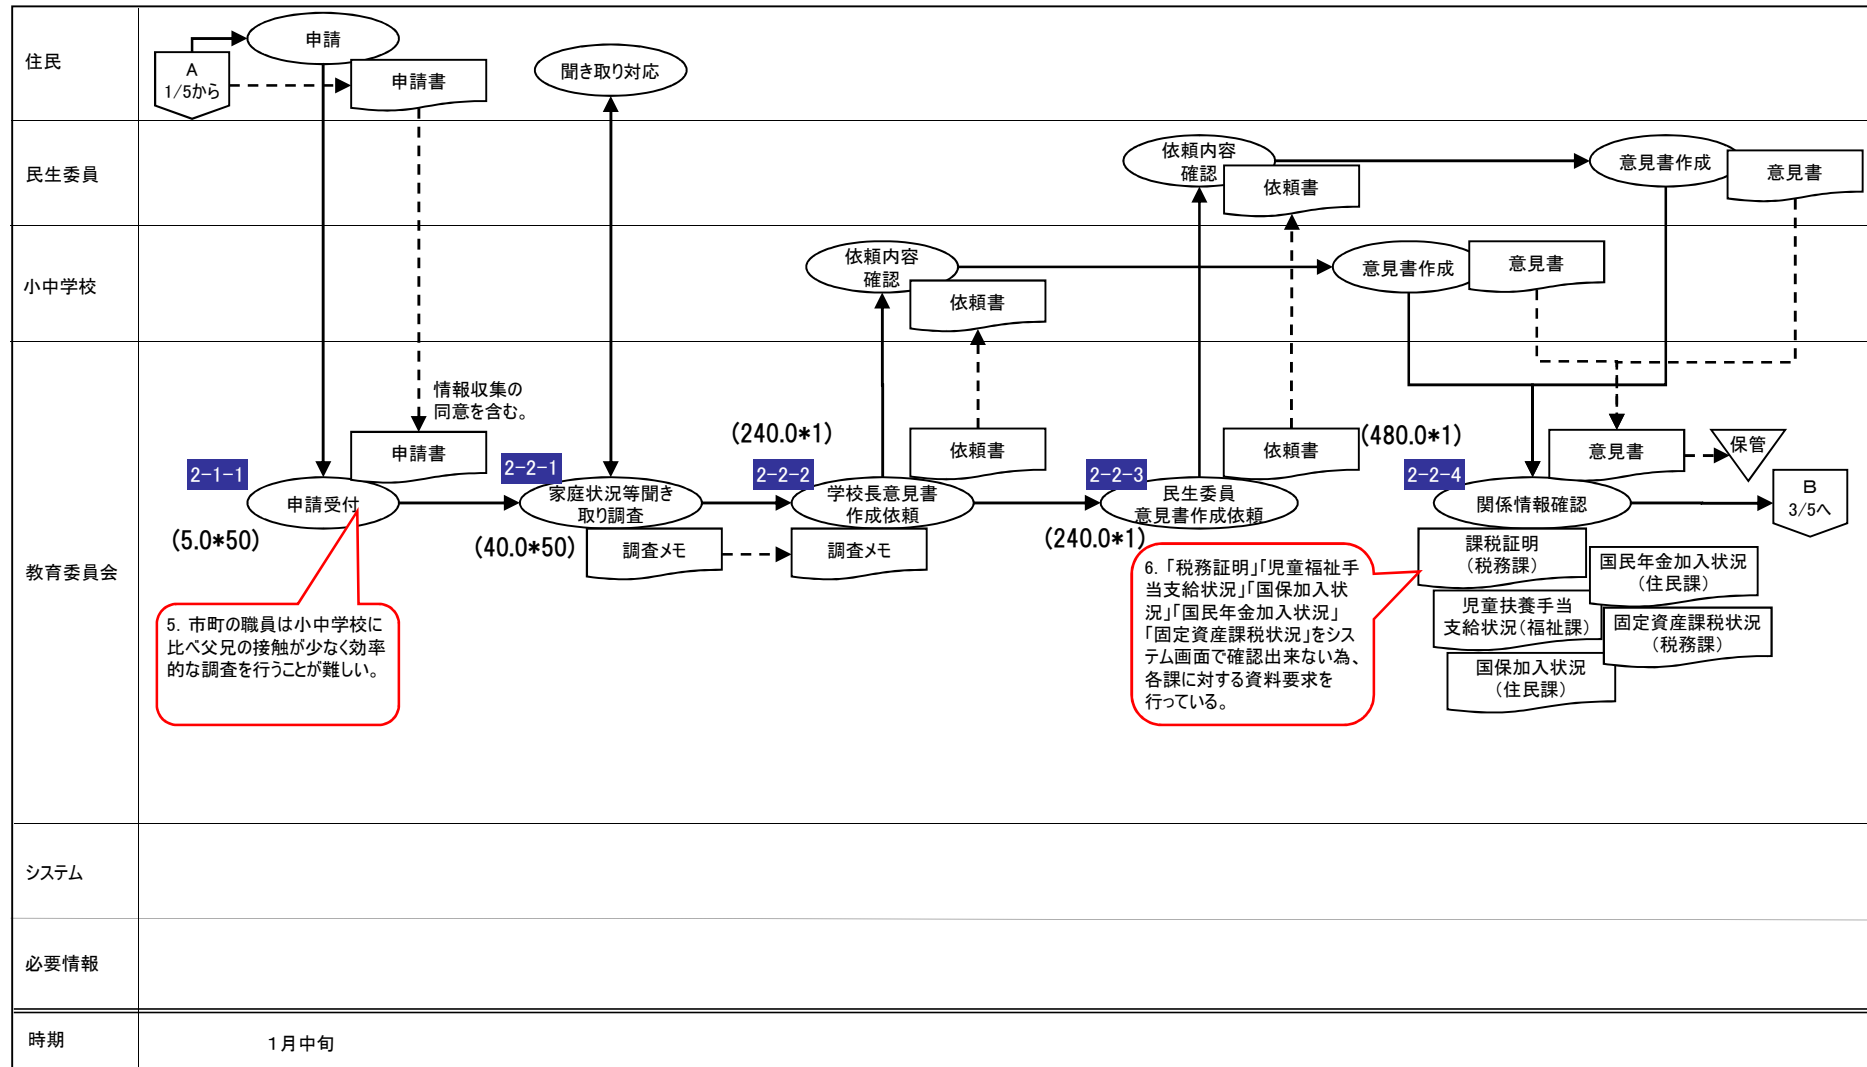 住民
A
1/5から
申請
申請書
聞き取り対応
民生委員
依頼内容
確認
依頼書
意見書作成
意見書
小中学校
依頼内容
確認
依頼書
意見書作成
意見書
教育委員会
情報収集の
同意を含む。
申請書
2-1-1
申請受付
(5.0*50)
2-2-1
家庭状況等聞き
取り調査
(40.0*50)
調査メモ
(240.0*1)
依頼書
2-2-2
学校長意見書
作成依頼
調査メモ
依頼書
2-2-3
民生委員
意見書作成依頼
(240.0*1)
(480.0*1)
意見書
保管
2-2-4
関係情報確認
B
3/5へ
課税証明
(税務課)
国民年金加入状況
(住民課)
児童扶養手当
支給状況(福祉課)
固定資産課税状況
(税務課)
国保加入状況
(住民課)
5. 市町の職員は小中学校に
比べ父兄の接触が少なく効率
的な調査を行うことが難しい。
6. 「税務証明」「児童福祉手
当支給状況」「国保加入状
況」「国民年金加入状況」
「固定資産課税状況」をシス
テム画面で確認出来ない為、
各課に対する資料要求を
行っている。
システム
必要情報
時期
1月中旬